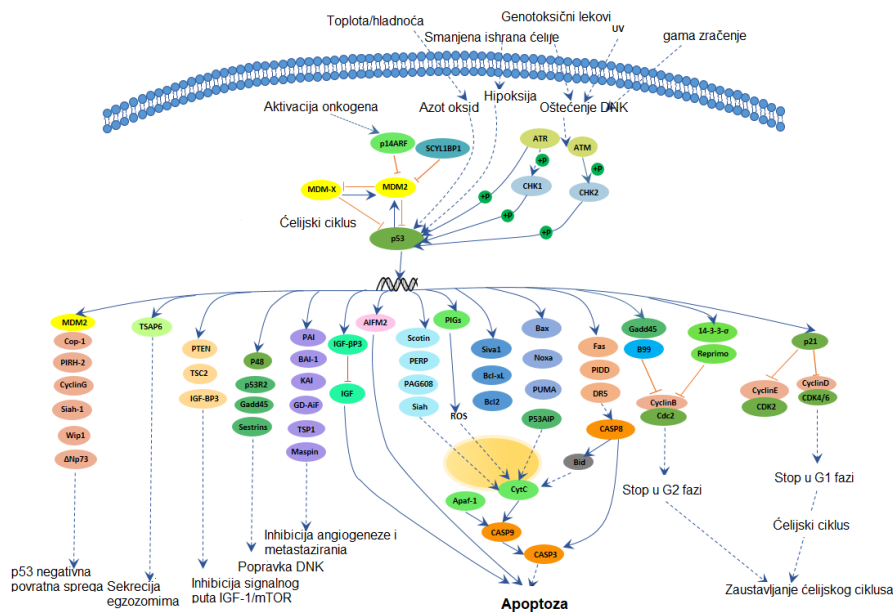 Toplota/hladnoća
Smanjena ishrana ćelije
Genotoksični lekovi
UV
gama zračenje
Aktivacija onkogena
Azot oksid
Hipoksija
Oštećenje DNK
p14ARF
SCYL1BP1
ATR
ATM
+P
+P
MDM-X
MDM2
CHK1
CHK2
+P
+P
+P
Ćelijski ciklus
p53
MDM2
Cop-1
PIRH-2
CyclinG
Siah-1
Wip1
ΔNp73
p53 negativna
povratna sprega
TSAP6
Sekrecija
egzozomima
PTEN
TSC2
IGF-BP3
Inhibicija signalnog
puta IGF-1/mTOR
P48
p53R2
Gadd45
Sestrins
Popravka DNK
PAI
BAI-1
KAI
GD-AiF
TSP1
Maspin
Inhibicija angiogeneze i
metastazirania
IGF-βP3
IGF
AIFM2
Scotin
PERP
PAG608
Siah
PIGs
ROS
Siva1
Bcl-xL
Bcl2
Bax
Noxa
PUMA
P53AIP
Fas
PIDD
DR5
CASP8
Bid
CytC
Apaf-1
CASP9
CASP3
Apoptoza
Gadd45
B99
14-3-3-σ
Reprimo
CyclinB
Cdc2
Stop u G2 fazi
p21
CyclinE
CDK2
CyclinD
CDK4/6
Stop u G1 fazi
Ćelijski ciklus
Zaustavljanje ćelijskog ciklusa